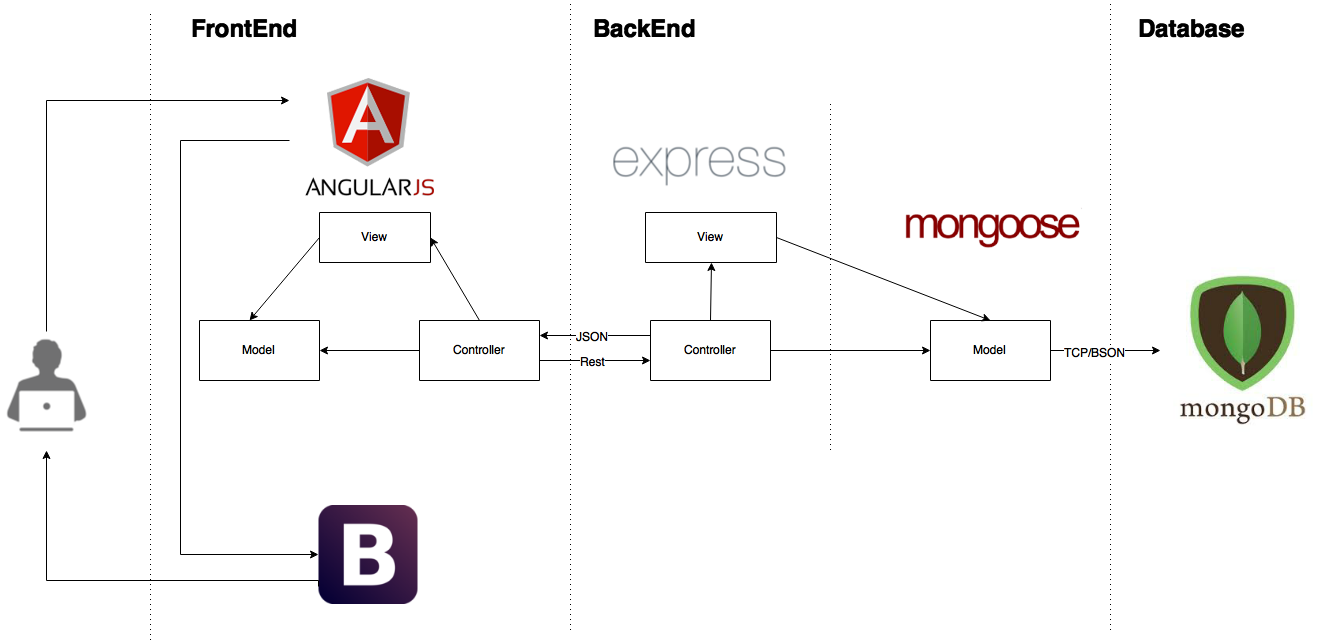 FrontEnd
BackEnd
Database
ANGULARJS
express
mongoose
View
View
Model
Controller
JSON
Rest
Controller
Model
TCP/BSON
mongoDB
B